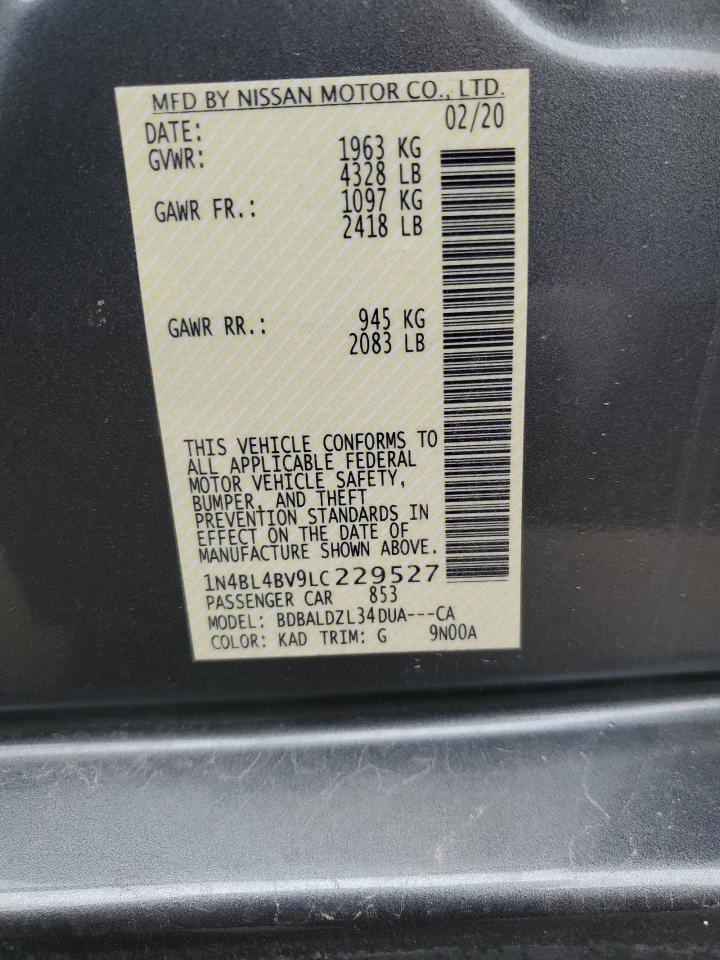 MFD BY NISSAN MOTOR CO., LTD.
DATE: 02/20
GVWR: 1963 KG
4328 LB
GAWR FR.: 1097 KG
2418 LB
GAWR RR.: 945 KG
2083 LB
THIS VEHICLE CONFORMS TO
ALL APPLICABLE FEDERAL
MOTOR VEHICLE SAFETY,
BUMPER, AND THEFT
PREVENTION STANDARDS IN
EFFECT ON THE DATE OF
MANUFACTURE SHOWN ABOVE.
1N4BL4BV9LC229527
PASSENGER CAR 853
MODEL: BDBALDZL34DUA---CA
COLOR: KAD TRIM: G 9N00A